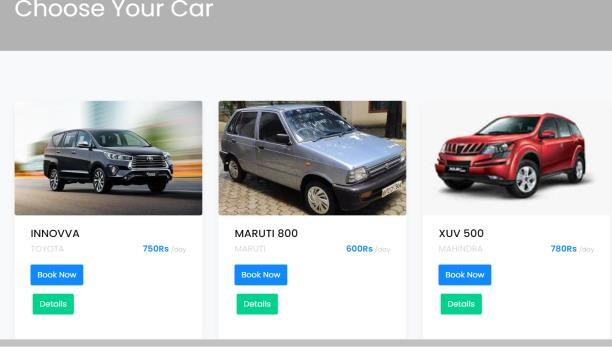 Choose Your Car
INNOVVA
TOYOTA
750Rs /day
Book Now
Details
MARUTI 800
MARUTI
600Rs /day
Book Now
Details
XUV 500
MAHINDRA
780Rs /day
Book Now
Details